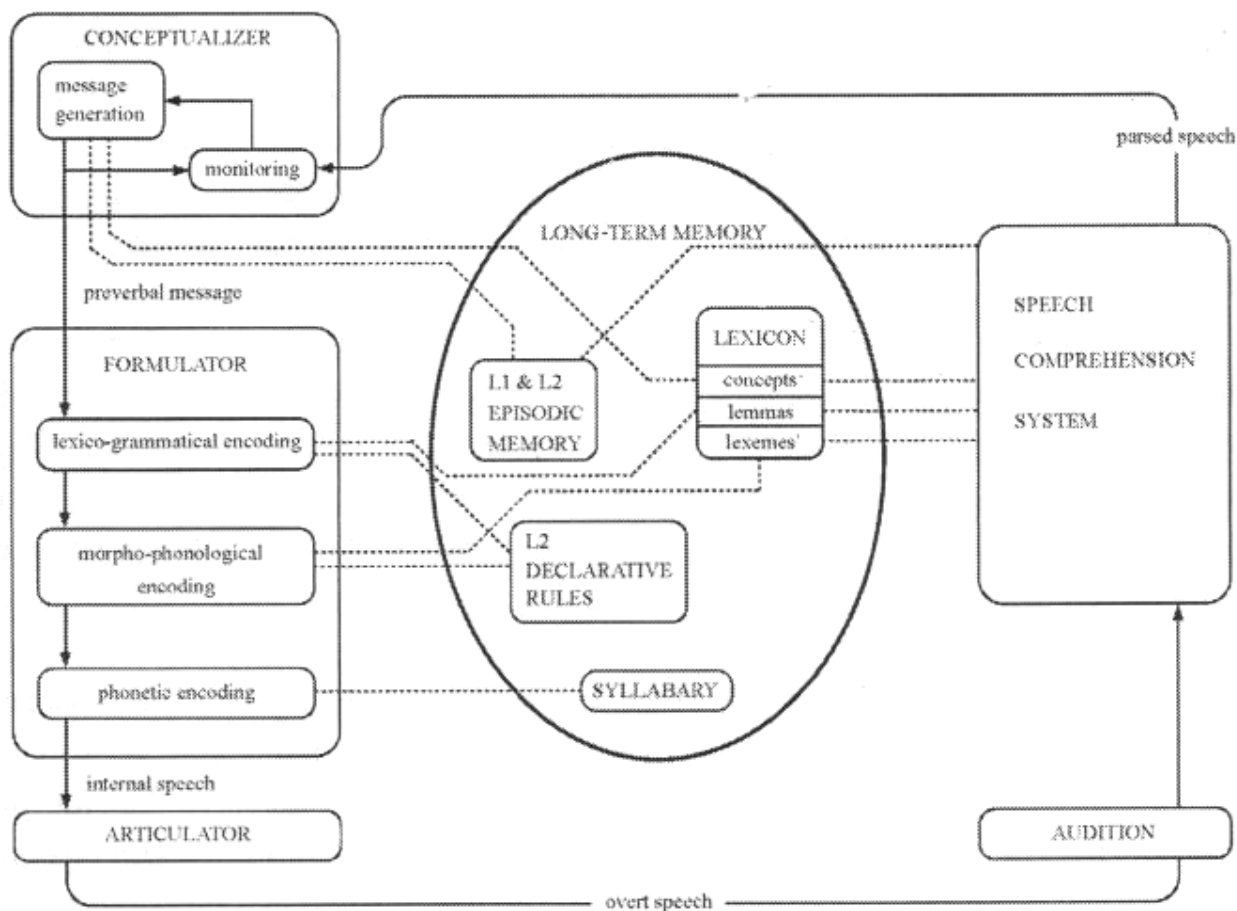 CONCEPTUALIZER
message
generation
monitoring
parsed speech
LONG-TERM MEMORY
preverbal message
SPEECH
COMPREHENSION
SYSTEM
FORMULATOR
LEXICON
concepts
lemmas
lexemes
L1 & L2
EPISODIC
MEMORY
lexico-grammatical encoding
morpho-phonological
encoding
L2
DECLARATIVE
RULES
phonetic encoding
SYLLABARY
internal speech
ARTICULATOR
AUDITION
overt speech